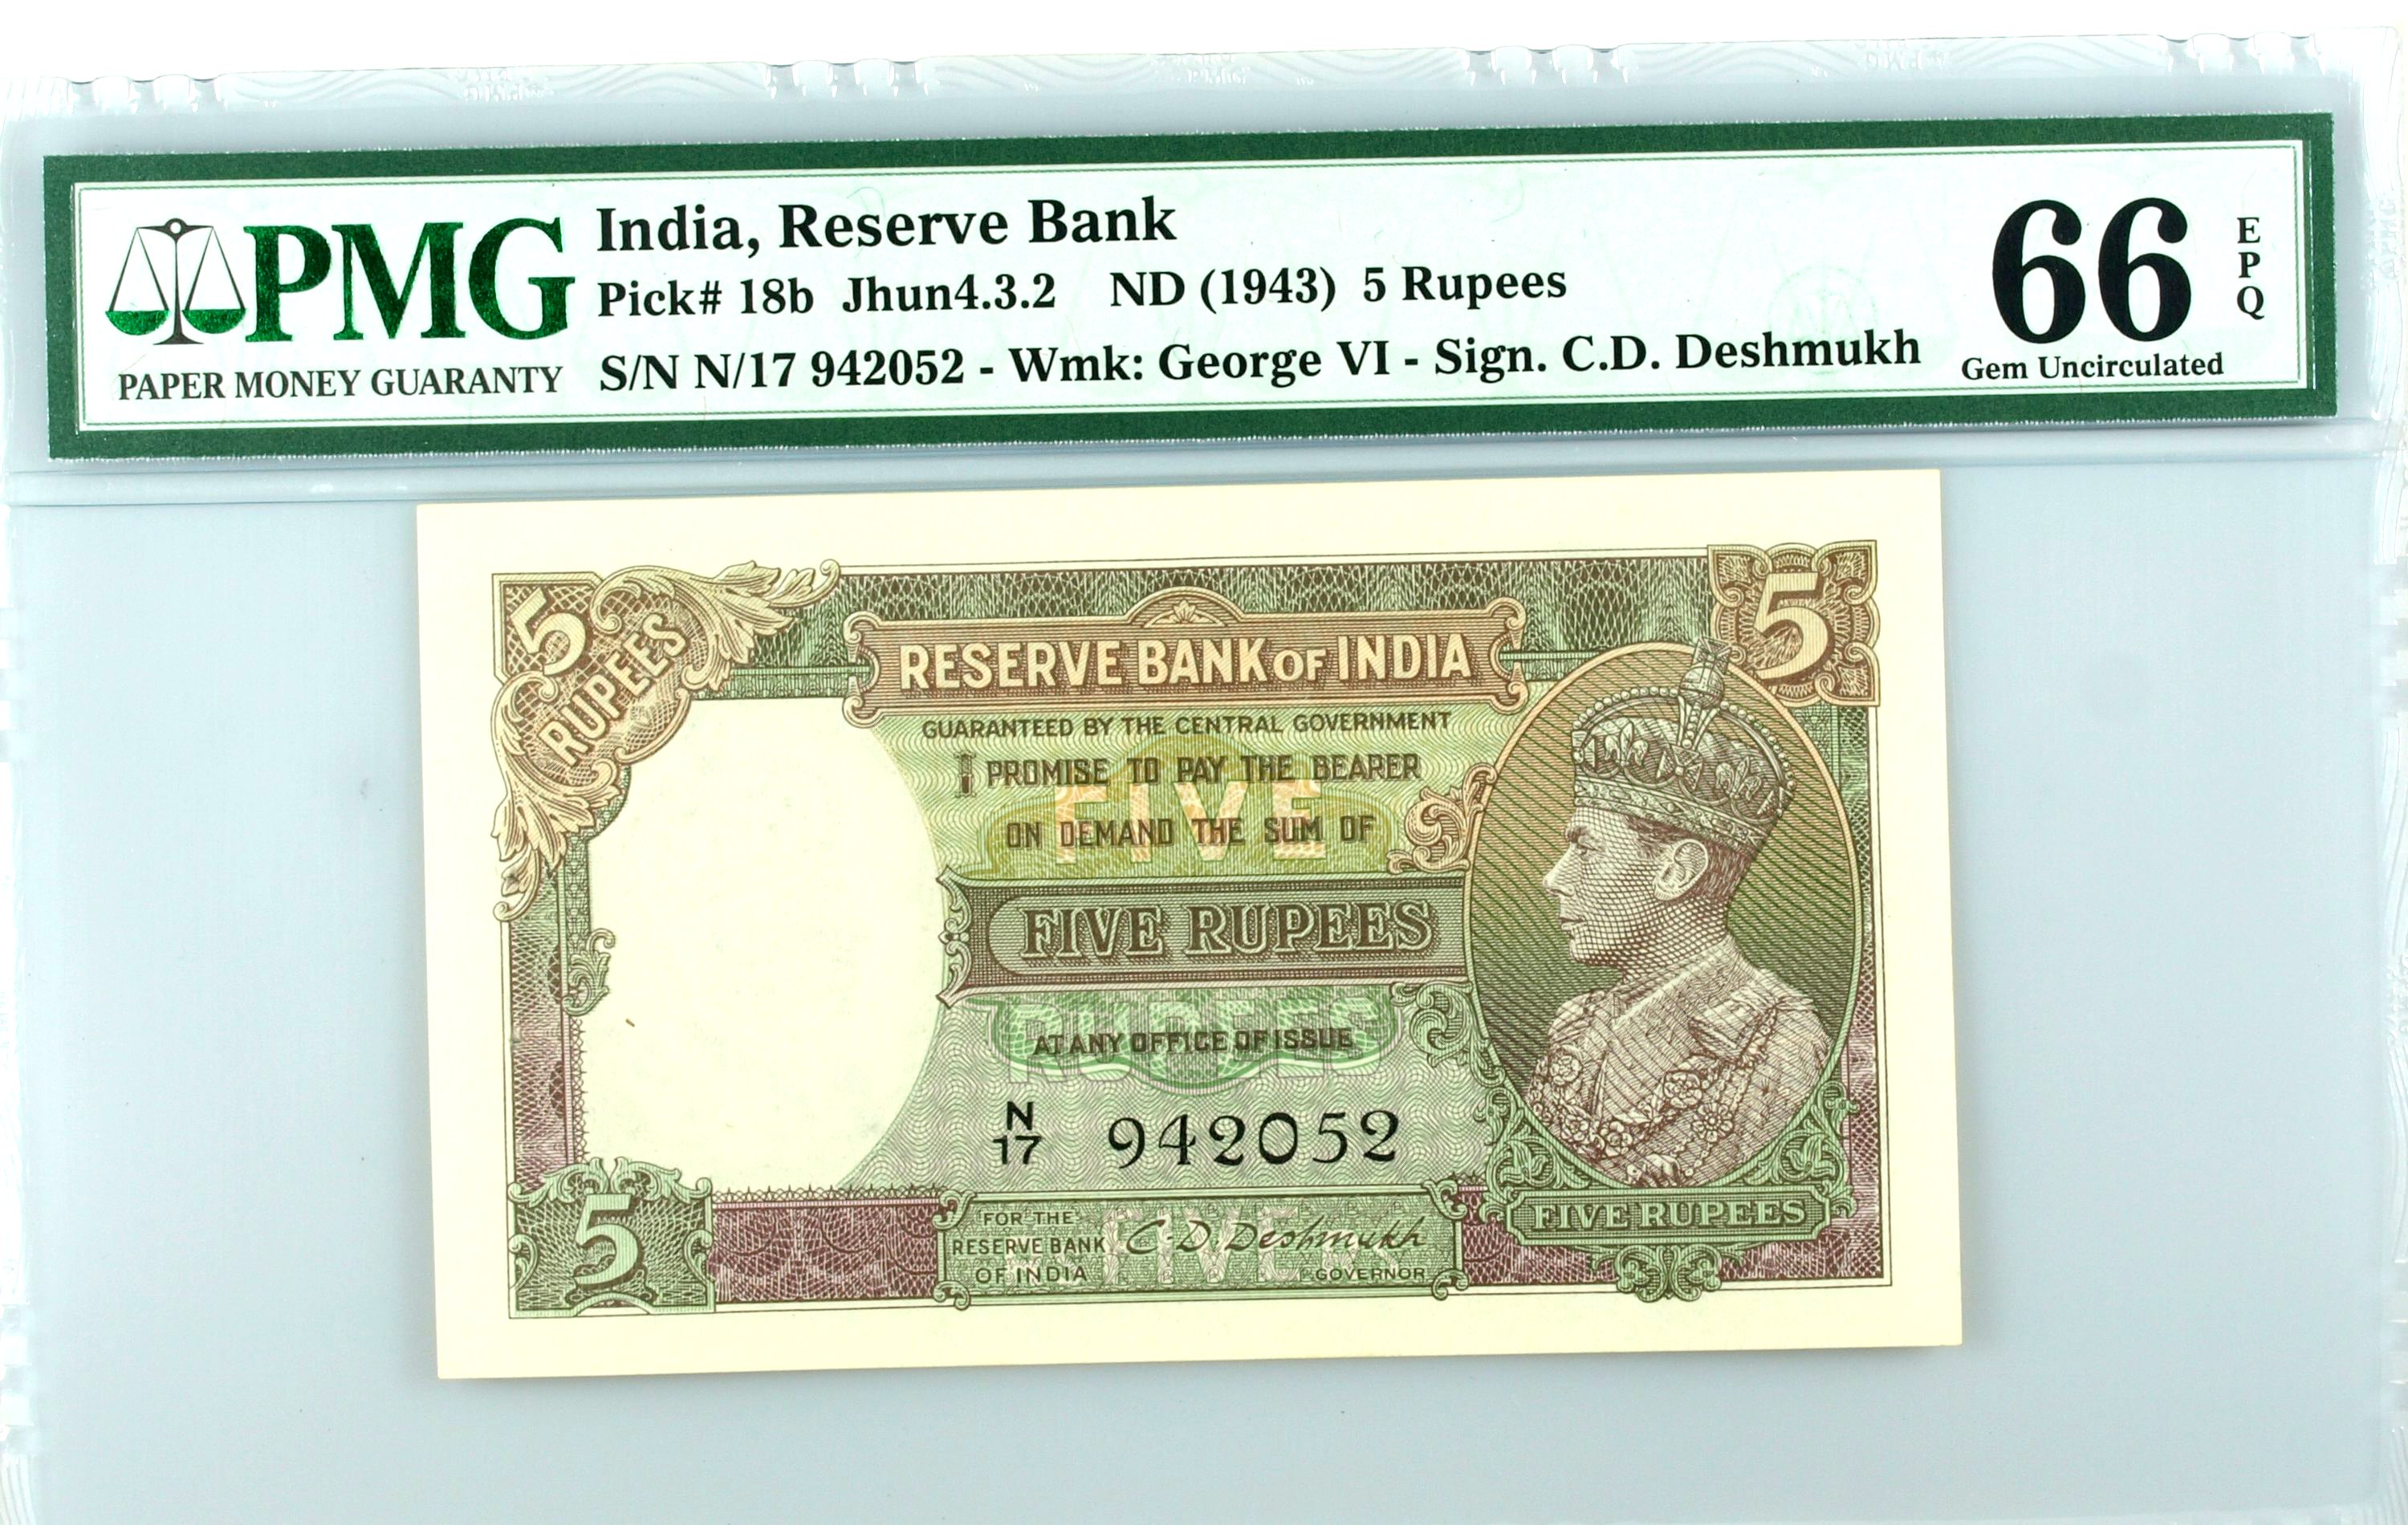 PMG
PAPER MONEY GUARANTY
India, Reserve Bank
Pick# 18b Jhun4.3.2 ND (1943) 5 Rupees
S/N N/17 942052 - Wmk: George VI - Sign. C.D. Deshmukh
66
EPQ
Gem Uncirculated
5
RUPEES
5
RESERVE BANK OF INDIA
GUARANTEED BY THE CENTRAL GOVERNMENT
I PROMISE TO PAY THE BEARER
FIVE
ON DEMAND THE SUM OF
FIVE RUPEES
RUPEES
AT ANY OFFICE OF ISSUE
N
17 942052
5
FOR THE
RESERVE BANK
OF INDIA
FIVE
C.D. Deshmukh
GOVERNOR
FIVE RUPEES